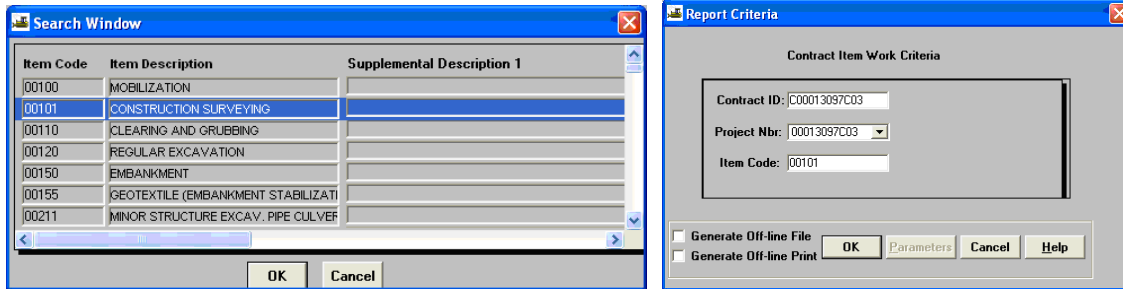 Search Window
Item Code Item Description Supplemental Description 1
00100 MOBILIZATION
00101 CONSTRUCTION SURVEYING
00110 CLEARING AND GRUBBING
00120 REGULAR EXCAVATION
00150 EMBANKMENT
00155 GEOTEXTILE (EMBANKMENT STABILIZATI
00211 MINOR STRUCTURE EXCAV. PIPE CULVER
OK Cancel
Report Criteria
Contract Item Work Criteria
Contract ID: C00013097C03
Project Nbr: 00013097C03
Item Code: 00101
Generate Off-line File
Generate Off-line Print
OK Parameters Cancel Help